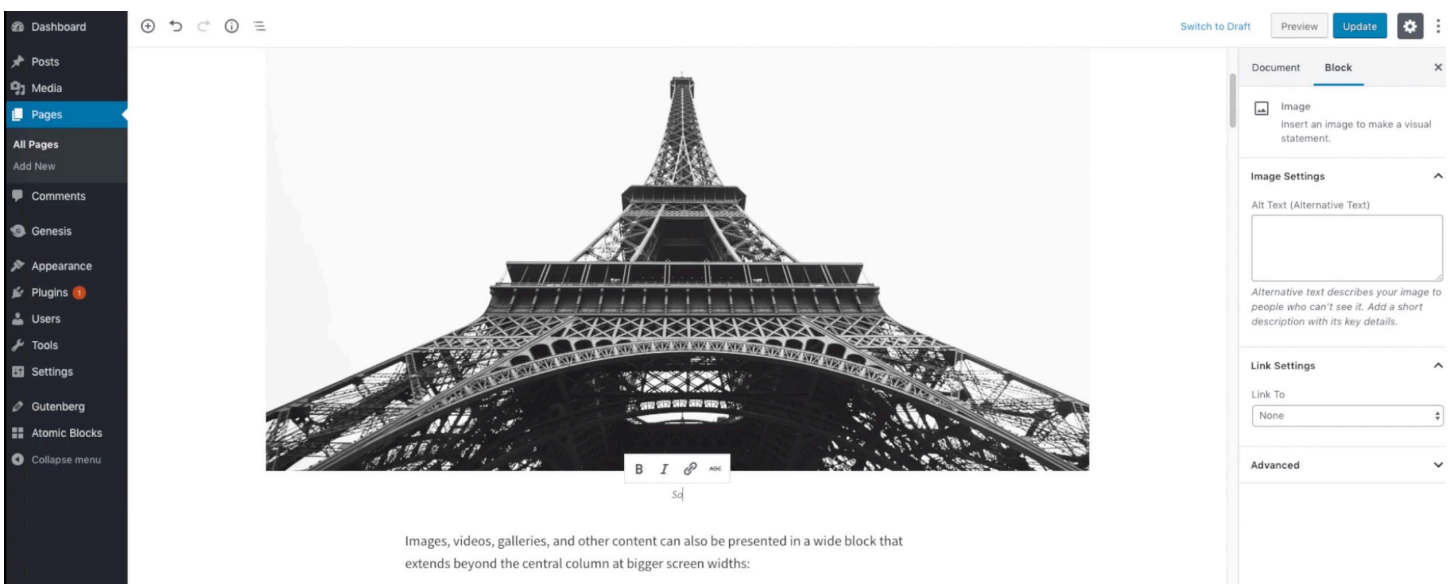 Dashboard
Posts
Media
Pages
All Pages
Add New
Comments
Genesis
Appearance
Plugins 1
Users
Tools
Settings
Gutenberg
Atomic Blocks
Collapse menu
Switch to Draft
Preview
Update
B I ABC
So
Images, videos, galleries, and other content can also be presented in a wide block that
extends beyond the central column at bigger screen widths:
Document Block
Image
Insert an image to make a visual
statement.
Image Settings
Alt Text (Alternative Text)
Alternative text describes your image to
people who can't see it. Add a short
description with its key details.
Link Settings
Link To
None
Advanced